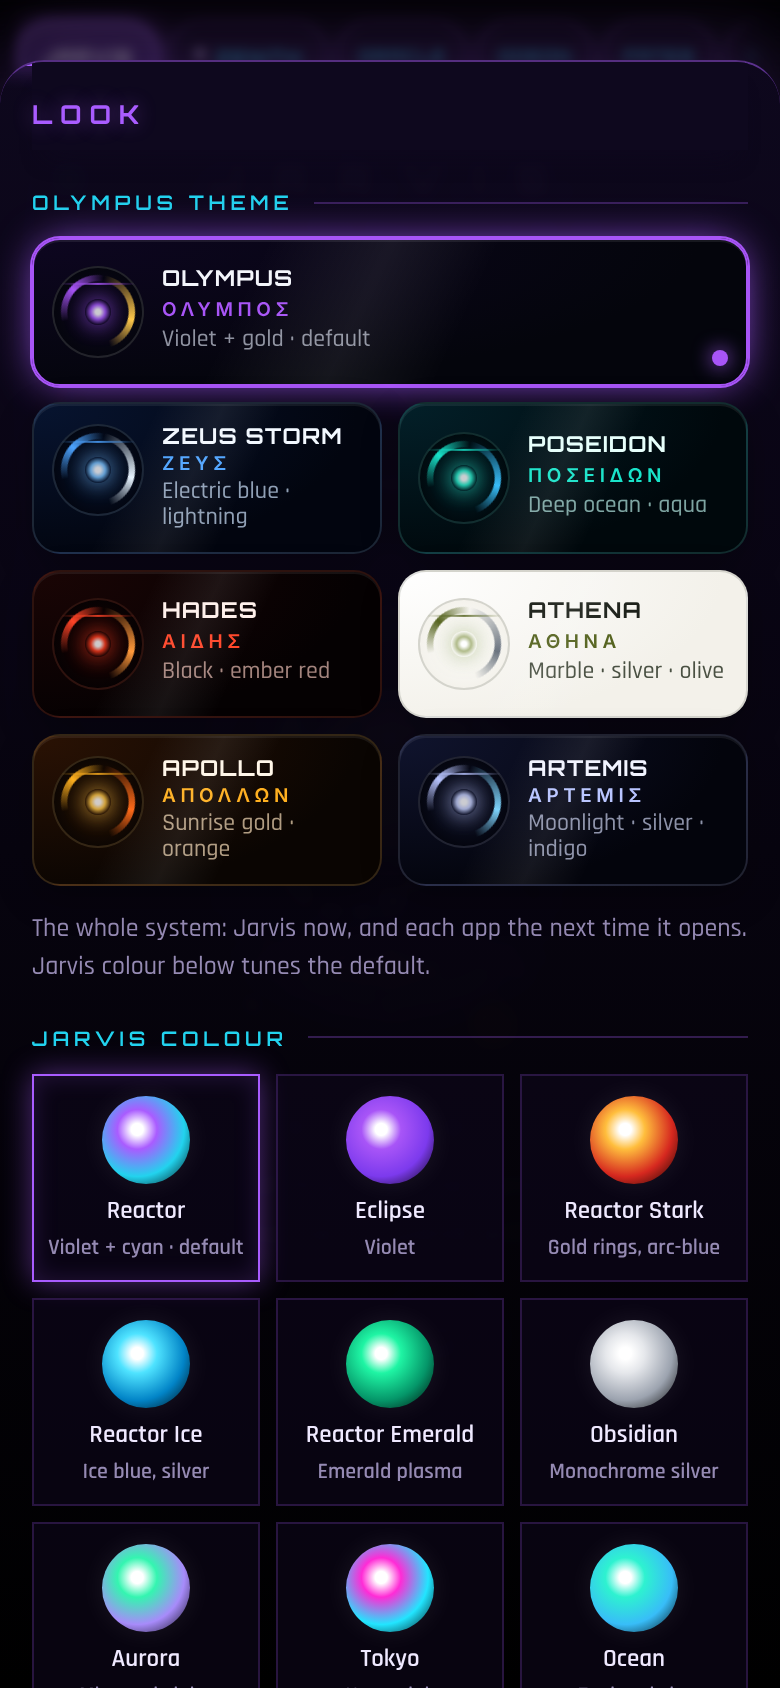 LOOK
OLYMPUS THEME
OLYMPUS
ΟΛΥΜΠΟΣ
Violet + gold · default
ZEUS STORM
ΖΕΥΣ
Electric blue ·
lightning
POSEIDON
ΠΟΣΕΙΔΩΝ
Deep ocean · aqua
HADES
ΑΙΔΗΣ
Black · ember red
ATHENA
ΑΘΗΝΑ
Marble · silver · olive
APOLLO
ΑΠΟΛΛΩΝ
Sunrise gold ·
orange
ARTEMIS
ΑΡΤΕΜΙΣ
Moonlight · silver ·
indigo
The whole system: Jarvis now, and each app the next time it opens.
Jarvis colour below tunes the default.
JARVIS COLOUR
Reactor
Violet + cyan · default
Eclipse
Violet
Reactor Stark
Gold rings, arc-blue
Reactor Ice
Ice blue, silver
Reactor Emerald
Emerald plasma
Obsidian
Monochrome silver
Aurora
Tokyo
Ocean